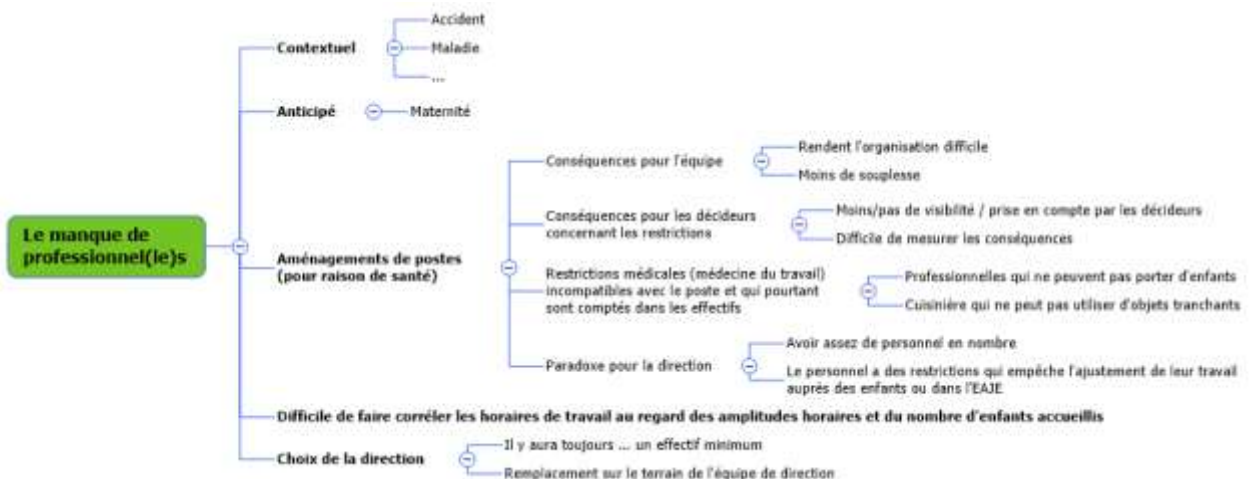 Le manque de
professionnel(le)s
Contextuel
Accident
Maladie
...
Anticipé
Maternité
Aménagements de postes
(pour raison de santé)
Conséquences pour l'équipe
Rendent l'organisation difficile
Moins de souplesse
Conséquences pour les décideurs
concernant les restrictions
Moins/pas de visibilité / prise en compte par les décideurs
Difficile de mesurer les conséquences
Restrictions médicales (médecine du travail)
incompatibles avec le poste et qui pourtant
sont comptés dans les effectifs
Professionnelles qui ne peuvent pas porter d'enfants
Cuisinière qui ne peut pas utiliser d'objets tranchants
Paradoxe pour la direction
Avoir assez de personnel en nombre
Le personnel a des restrictions qui empêche l'ajustement de leur travail
auprès des enfants ou dans l'EAJE
Difficile de faire corréler les horaires de travail au regard des amplitudes horaires et du nombre d'enfants accueillis
Choix de la direction
Il y aura toujours ... un effectif minimum
Remplacement sur le terrain de l'équipe de direction